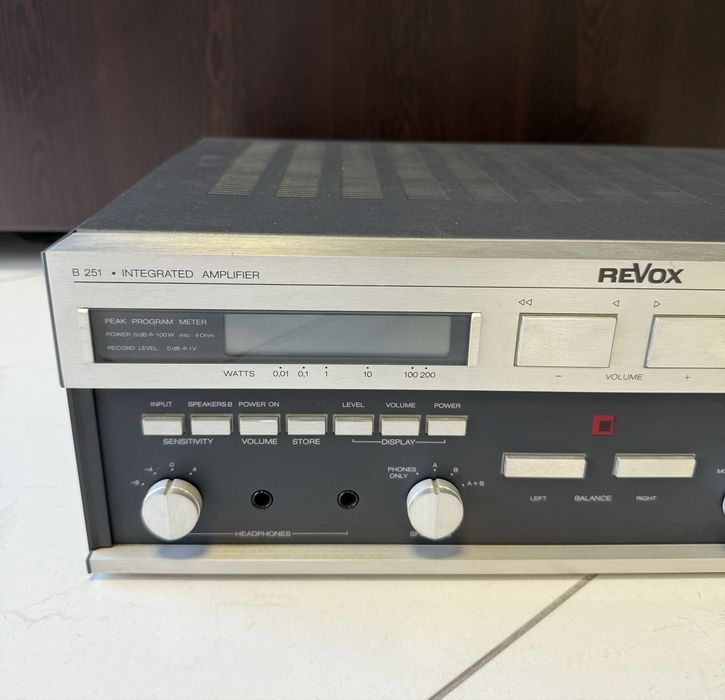 B 251 • INTEGRATED AMPLIFIER
REVOX
PEAK PROGRAM METER
POWER 0 dB ≙ 100 W into 4 Ohm
RECORD LEVEL: 0 dB ≙ 1V
WATTS 0,01 0,1 1 10 100 200
− VOLUME +
INPUT SPEAKERS B POWER ON LEVEL VOLUME POWER
SENSITIVITY VOLUME STORE DISPLAY
-8 -4 0 4
PHONES ONLY A B A+B
LEFT BALANCE RIGHT
HEADPHONES